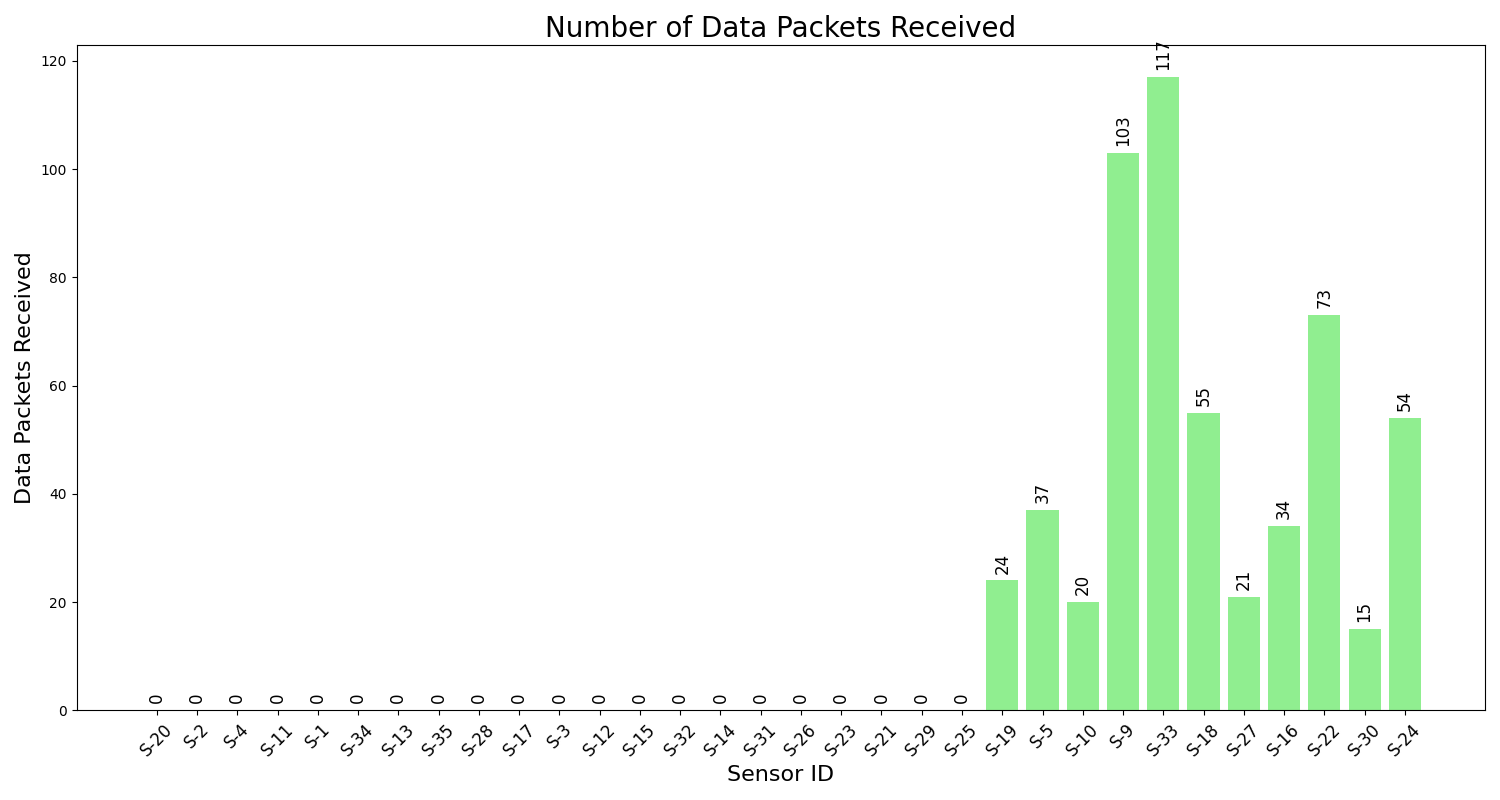 Number of Data Packets Received
Data Packets Received
120
100
80
60
40
20
0
0 0 0 0 0 0 0 0 0 0 0 0 0 0 0 0 0 0 0 0 0 24 37 20 103 117 55 21 34 73 15 54
S-20 S-2 S-4 S-11 S-1 S-34 S-13 S-35 S-28 S-17 S-3 S-12 S-15 S-32 S-14 S-31 S-26 S-23 S-21 S-29 S-25 S-19 S-5 S-10 S-9 S-33 S-18 S-27 S-16 S-22 S-30 S-24
Sensor ID